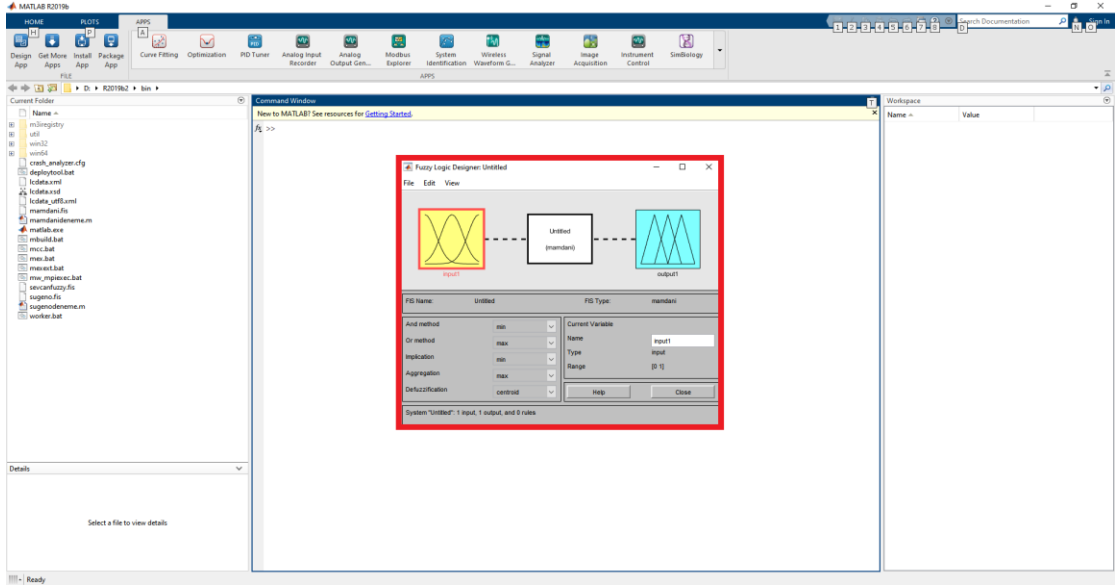 MATLAB R2019b
HOME PLOTS APPS
Search Documentation Sign In
H P A
1 2 3 4 5 6 7 8 D N O
Design App
Get More Apps
Install App
Package App
Curve Fitting
Optimization
PID Tuner
Analog Input Recorder
Analog Output Gen...
Modbus Explorer
System Identification
Wireless Waveform G...
Signal Analyzer
Image Acquisition
Instrument Control
SimBiology
FILE APPS
D: R2019b2 bin
Current Folder
Name
m3iregistry
util
win32
win64
crash_analyzer.cfg
deploytool.bat
lcdata.xml
lcdata.xsd
lcdata_utf8.xml
mamdani.fis
mamdanideneme.m
matlab.exe
mbuild.bat
mcc.bat
mex.bat
mexext.bat
mw_mpiexec.bat
sevcanfuzzy.fis
sugeno.fis
sugenodeneme.m
worker.bat
Details
Select a file to view details
Command Window
T
New to MATLAB? See resources for Getting Started.
fx >>
Fuzzy Logic Designer: Untitled
File Edit View
Untitled
(mamdani)
input1
output1
FIS Name: Untitled FIS Type: mamdani
And method min
Or method max
Implication min
Aggregation max
Defuzzification centroid
Current Variable
Name input1
Type input
Range [0 1]
Help Close
System "Untitled": 1 input, 1 output, and 0 rules
Workspace
Name Value
Ready